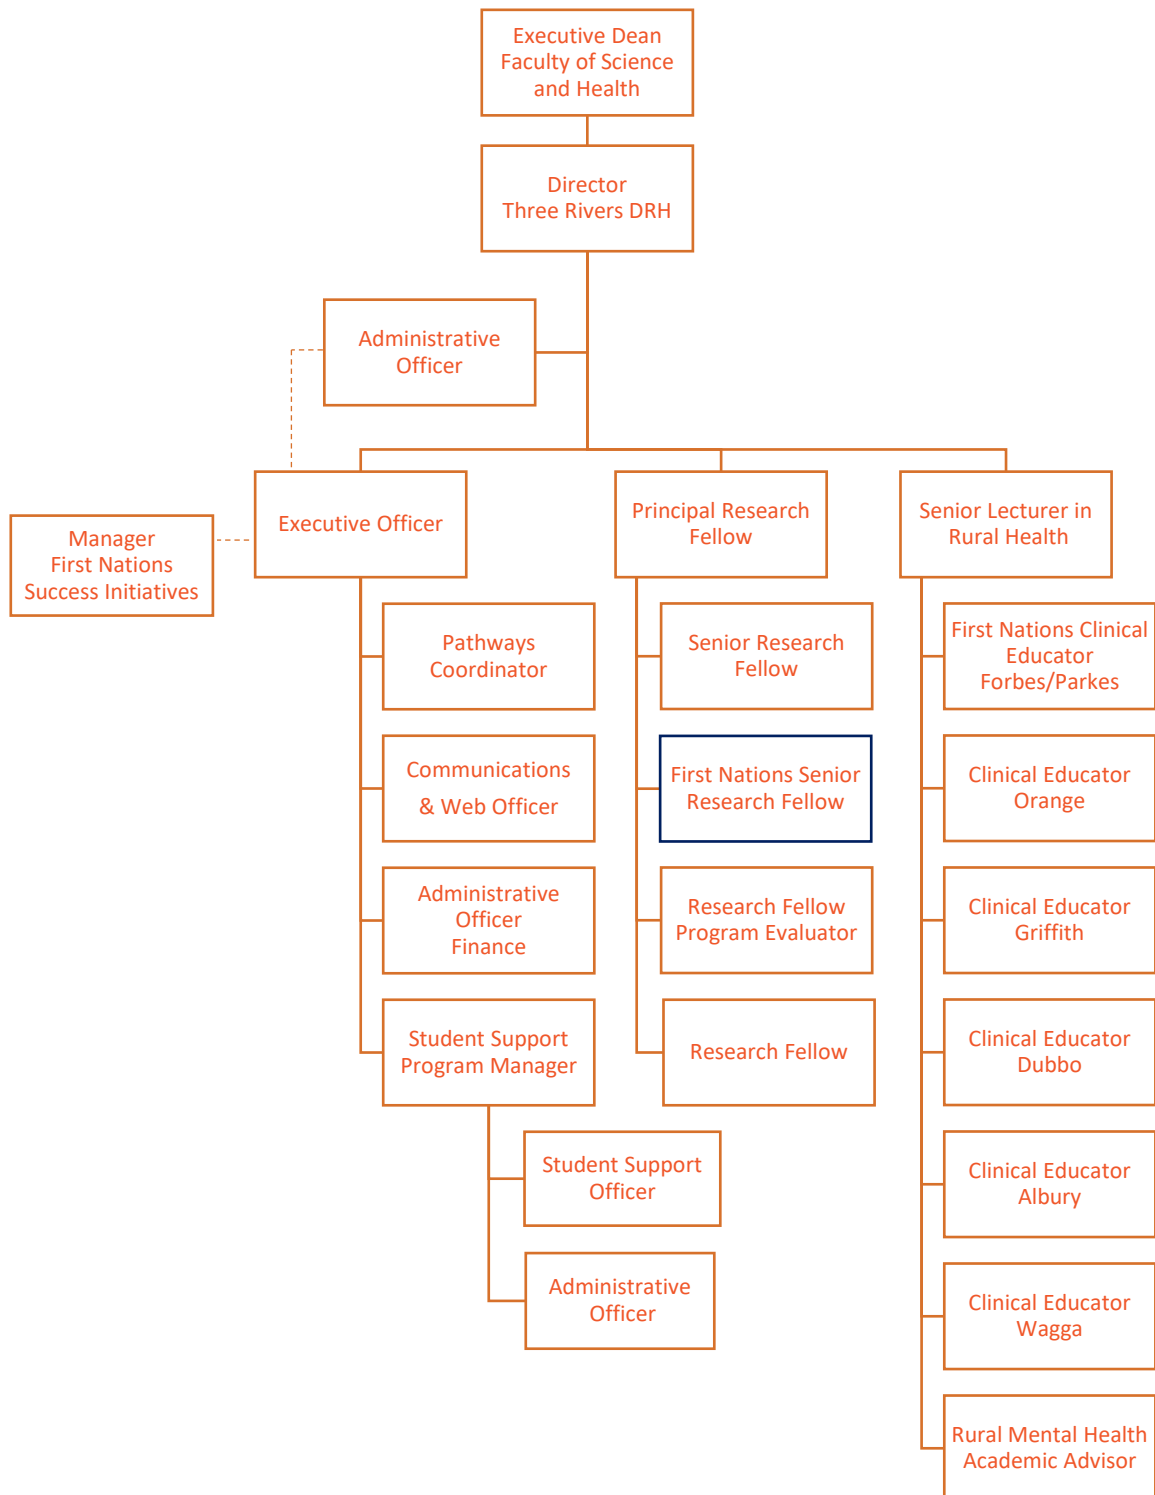 Executive Dean
Faculty of Science
and Health
Director
Three Rivers DRH
Administrative
Officer
Executive Officer
Manager
First Nations
Success Initiatives
Principal Research
Fellow
Senior Lecturer in
Rural Health
Pathways
Coordinator
Communications
& Web Officer
Administrative
Officer
Finance
Student Support
Program Manager
Student Support
Officer
Administrative
Officer
Senior Research
Fellow
First Nations Senior
Research Fellow
Research Fellow
Program Evaluator
Research Fellow
First Nations Clinical
Educator
Forbes/Parkes
Clinical Educator
Orange
Clinical Educator
Griffith
Clinical Educator
Dubbo
Clinical Educator
Albury
Clinical Educator
Wagga
Rural Mental Health
Academic Advisor